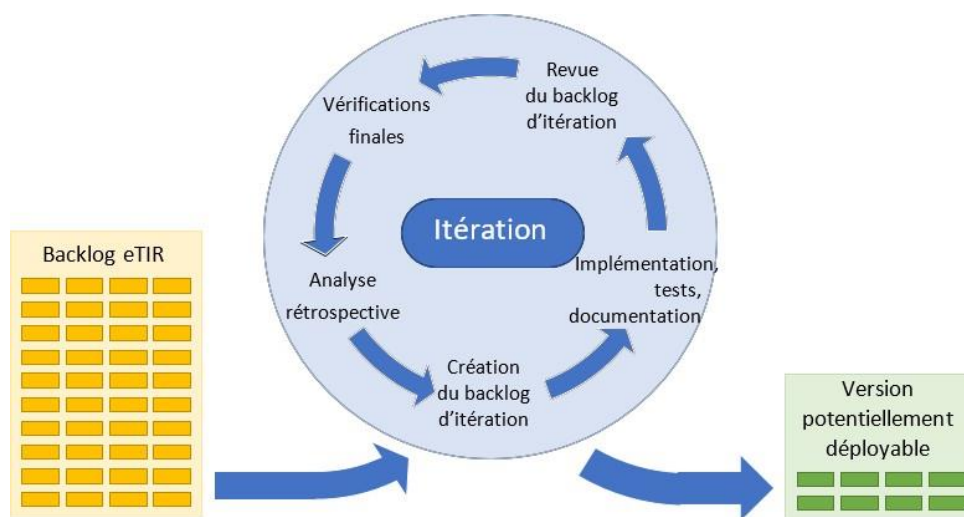 Revue
du backlog
d'itération
Vérifications
finales
Itération
Backlog eTIR
Implémentation,
tests,
documentation
Analyse
rétrospective
Création
du backlog
d'itération
Version
potentiellement
déployable